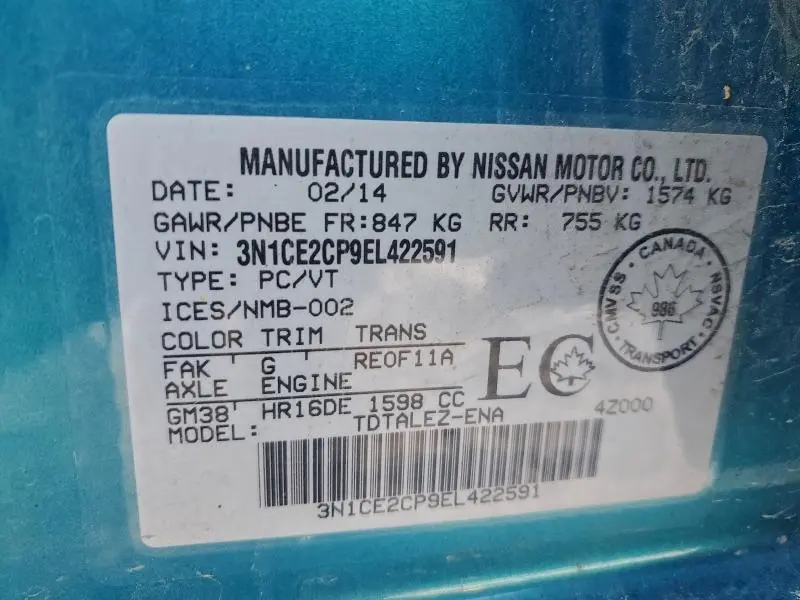 MANUFACTURED BY NISSAN MOTOR CO., LTD.
DATE: 02/14 GVWR/PNBV: 1574 KG
GAWR/PNBE FR: 847 KG RR: 755 KG
VIN: 3N1CE2CP9EL422591
TYPE: PC/VT
ICES/NMB-002
CANADA
CMVSS NSVAC
986
TRANSPORT
COLOR TRIM TRANS
FAK G RE0F11A
AXLE ENGINE
EC
GM38 HR16DE 1598 CC
MODEL: TDTALEZ-ENA 4Z000
3N1CE2CP9EL422591